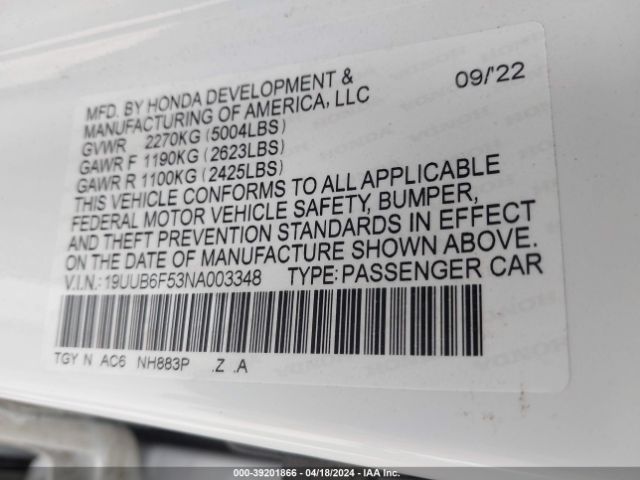 MFD. BY HONDA DEVELOPMENT & 09/'22
MANUFACTURING OF AMERICA, LLC
GVWR 2270KG (5004LBS)
GAWR F 1190KG (2623LBS)
GAWR R 1100KG (2425LBS)
THIS VEHICLE CONFORMS TO ALL APPLICABLE
FEDERAL MOTOR VEHICLE SAFETY, BUMPER,
AND THEFT PREVENTION STANDARDS IN EFFECT
ON THE DATE OF MANUFACTURE SHOWN ABOVE.
V.I.N.: 19UUB6F53NA003348 TYPE: PASSENGER CAR
TGY N AC6 NH883P .Z .A
HONDA HONDA HONDA
000-39201866 / 04/18/2024 / IAA Inc.